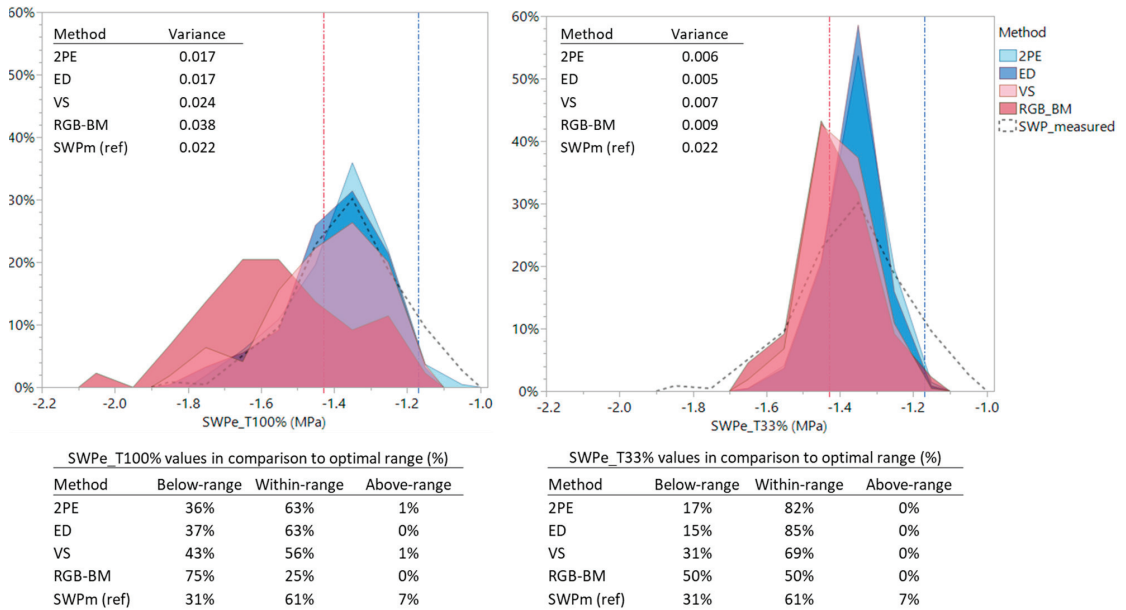 60%
50%
40%
30%
20%
10%
0%
Method Variance
2PE 0.017
ED 0.017
VS 0.024
RGB-BM 0.038
SWPm (ref) 0.022
-2.2 -2.0 -1.8 -1.6 -1.4 -1.2 -1.0
SWPe_T100% (MPa)
60%
50%
40%
30%
20%
10%
0%
Method Variance
2PE 0.006
ED 0.005
VS 0.007
RGB-BM 0.009
SWPm (ref) 0.022
-2.2 -2.0 -1.8 -1.6 -1.4 -1.2 -1.0
SWPe_T33% (MPa)
Method
2PE
ED
VS
RGB_BM
SWP_measured
SWPe_T100% values in comparison to optimal range (%)
Method Below-range Within-range Above-range
2PE 36% 63% 1%
ED 37% 63% 0%
VS 43% 56% 1%
RGB-BM 75% 25% 0%
SWPm (ref) 31% 61% 7%
SWPe_T33% values in comparison to optimal range (%)
Method Below-range Within-range Above-range
2PE 17% 82% 0%
ED 15% 85% 0%
VS 31% 69% 0%
RGB-BM 50% 50% 0%
SWPm (ref) 31% 61% 7%